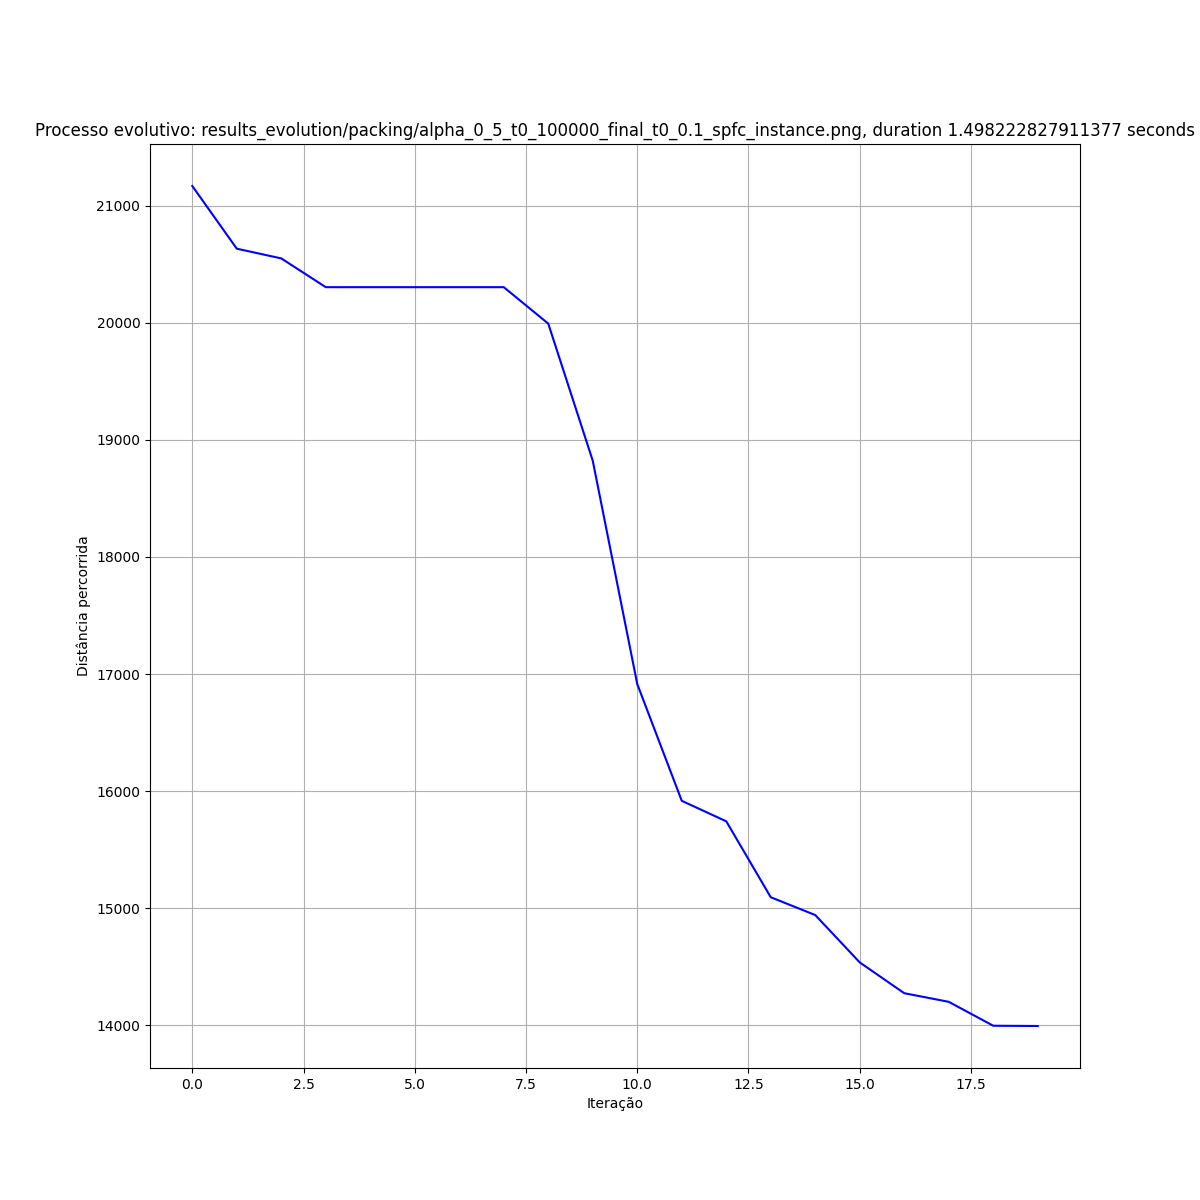 Processo evolutivo: results_evolution/packing/alpha_0_5_t0_100000_final_t0_0.1_spfc_instance.png, duration 1.498222827911377 seconds
21000
20000
19000
18000
17000
16000
15000
14000
Distância percorrida
0.0 2.5 5.0 7.5 10.0 12.5 15.0 17.5
Iteração